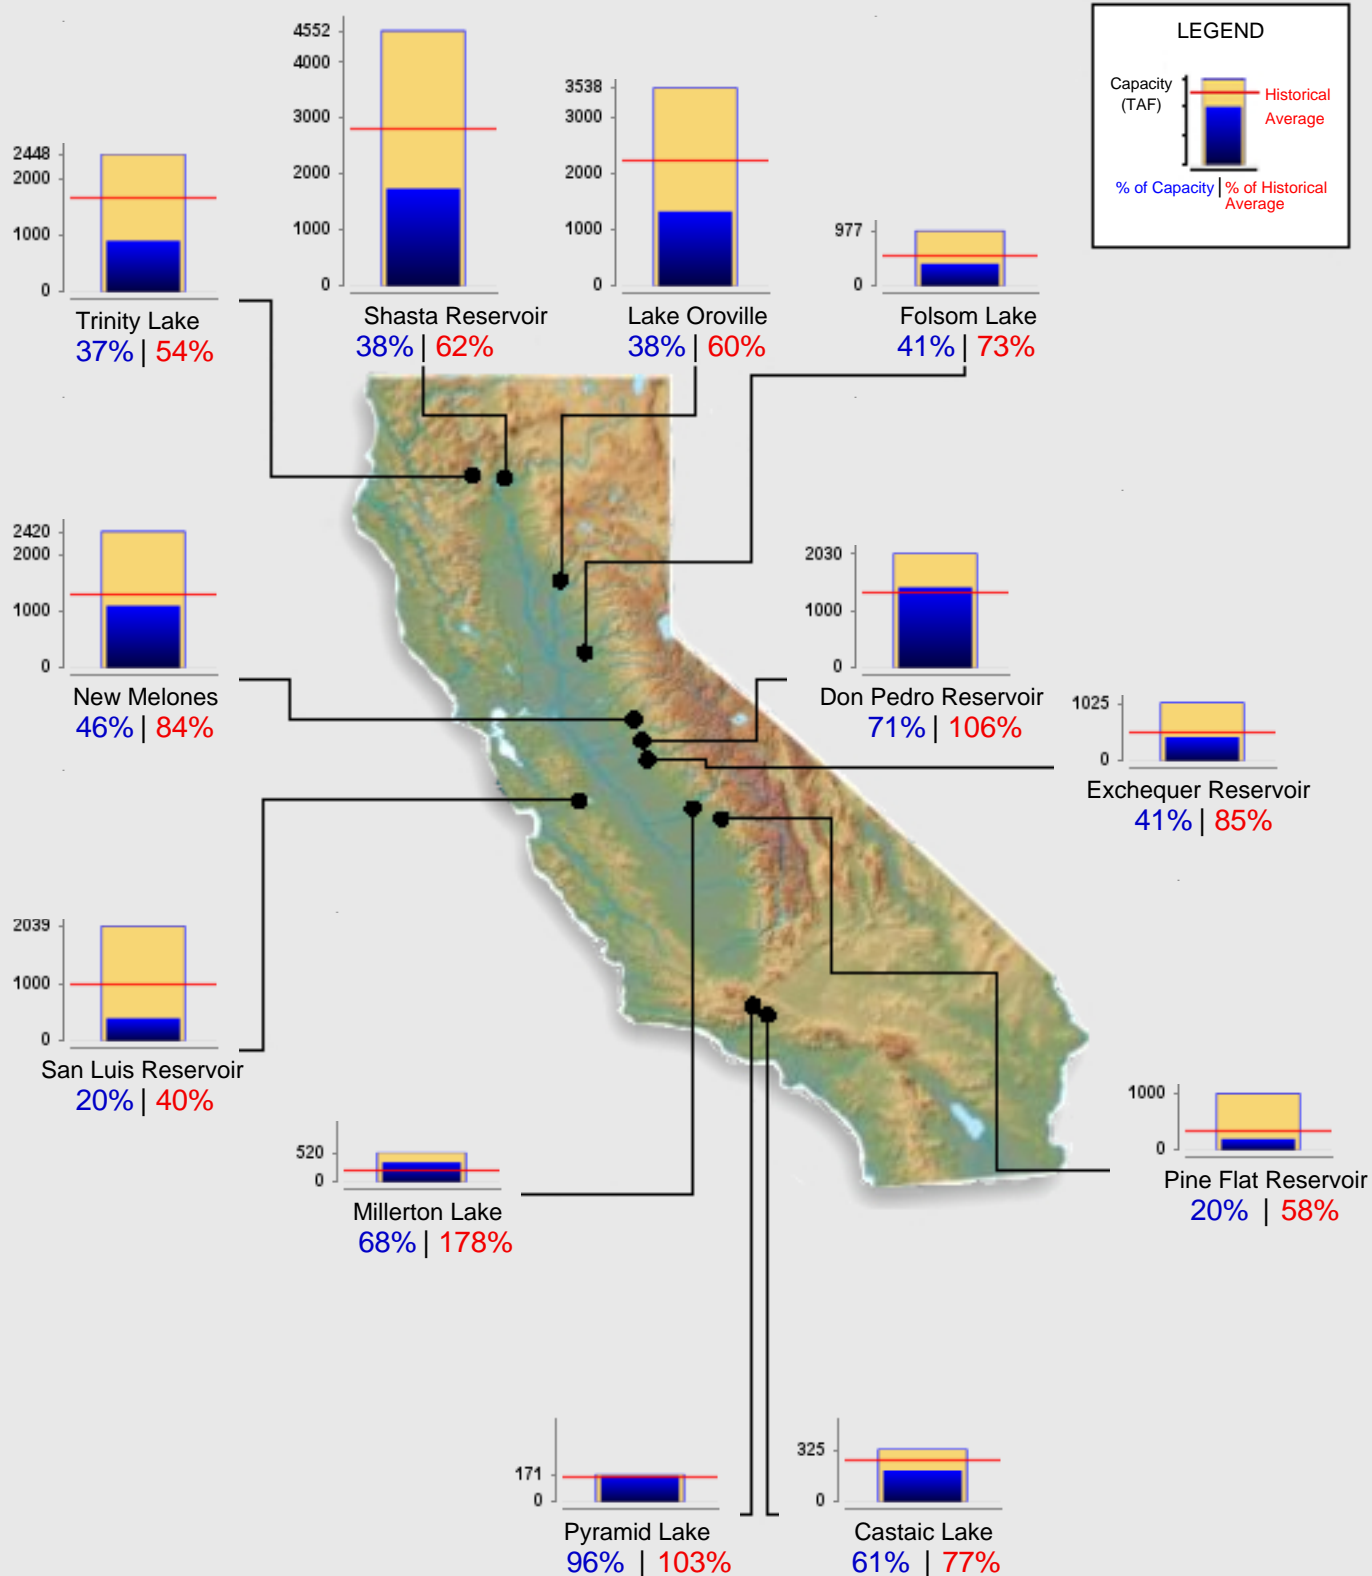 LEGEND
Capacity
(TAF)
Historical
Average
% of Capacity | % of Historical
Average
2448
2000
1000
0
Trinity Lake
37% | 54%
4552
4000
3000
2000
1000
0
Shasta Reservoir
38% | 62%
3538
3000
2000
1000
0
Lake Oroville
38% | 60%
977
0
Folsom Lake
41% | 73%
2420
2000
1000
0
New Melones
46% | 84%
2030
1000
0
Don Pedro Reservoir
71% | 106%
1025
0
Exchequer Reservoir
41% | 85%
2039
1000
0
San Luis Reservoir
20% | 40%
520
0
Millerton Lake
68% | 178%
1000
0
Pine Flat Reservoir
20% | 58%
171
0
Pyramid Lake
96% | 103%
325
0
Castaic Lake
61% | 77%